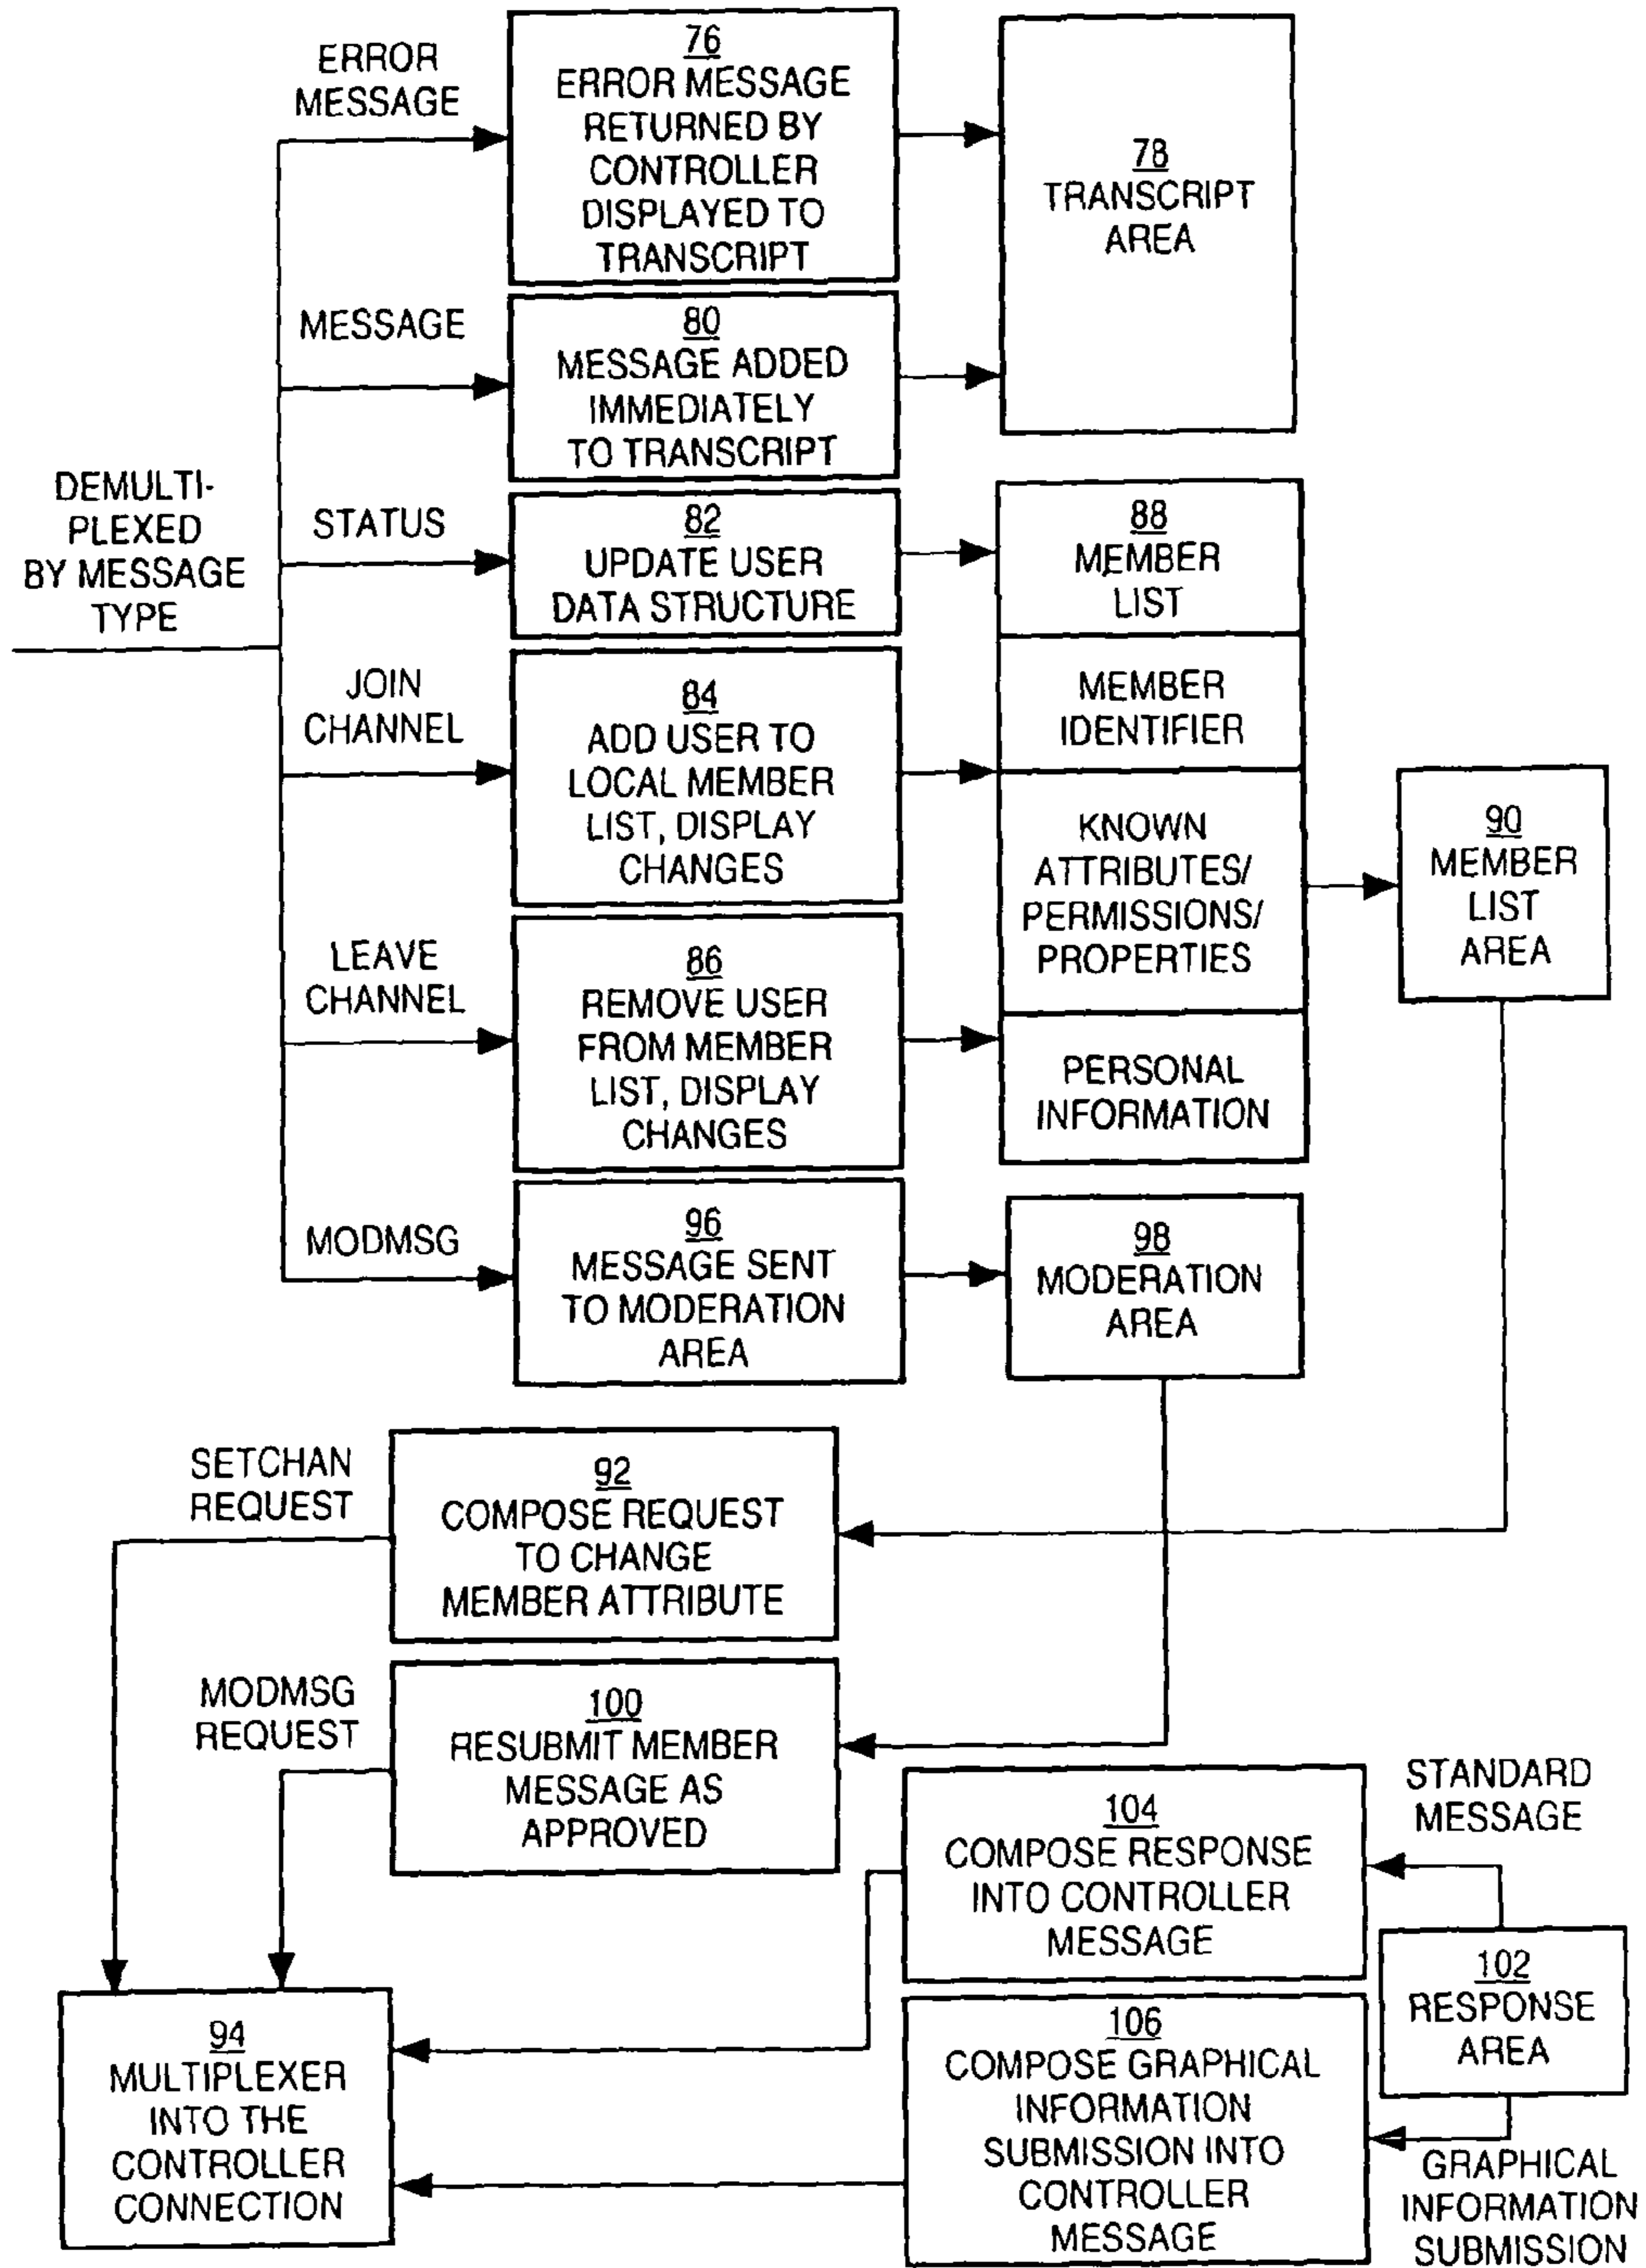 ERROR
MESSAGE
76
ERROR MESSAGE
RETURNED BY
CONTROLLER
DISPLAYED TO
TRANSCRIPT
78
TRANSCRIPT
AREA
MESSAGE
80
MESSAGE ADDED
IMMEDIATELY
TO TRANSCRIPT
DEMULTI-
PLEXED
BY MESSAGE
TYPE
STATUS
82
UPDATE USER
DATA STRUCTURE
88
MEMBER
LIST
MEMBER
IDENTIFIER
KNOWN
ATTRIBUTES/
PERMISSIONS/
PROPERTIES
PERSONAL
INFORMATION
JOIN
CHANNEL
84
ADD USER TO
LOCAL MEMBER
LIST, DISPLAY
CHANGES
90
MEMBER
LIST
AREA
LEAVE
CHANNEL
86
REMOVE USER
FROM MEMBER
LIST, DISPLAY
CHANGES
MODMSG
96
MESSAGE SENT
TO MODERATION
AREA
98
MODERATION
AREA
SETCHAN
REQUEST
92
COMPOSE REQUEST
TO CHANGE
MEMBER ATTRIBUTE
MODMSG
REQUEST
100
RESUBMIT MEMBER
MESSAGE AS
APPROVED
STANDARD
MESSAGE
104
COMPOSE RESPONSE
INTO CONTROLLER
MESSAGE
102
RESPONSE
AREA
94
MULTIPLEXER
INTO THE
CONTROLLER
CONNECTION
106
COMPOSE GRAPHICAL
INFORMATION
SUBMISSION INTO
CONTROLLER
MESSAGE
GRAPHICAL
INFORMATION
SUBMISSION